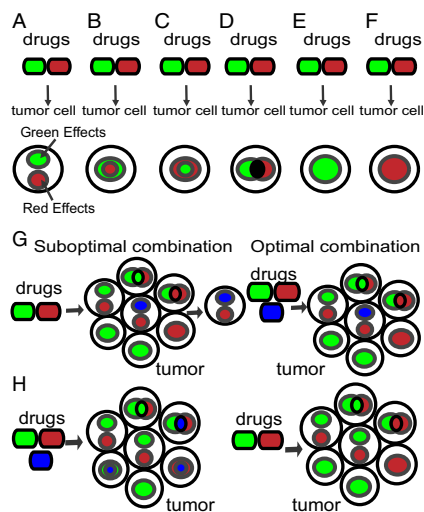 A B C D E F
drugs drugs drugs drugs drugs drugs
tumor cell tumor cell tumor cell tumor cell tumor cell tumor cell
Green Effects
Red Effects
G Suboptimal combination Optimal combination
drugs
drugs
tumor tumor
H
drugs drugs
tumor tumor